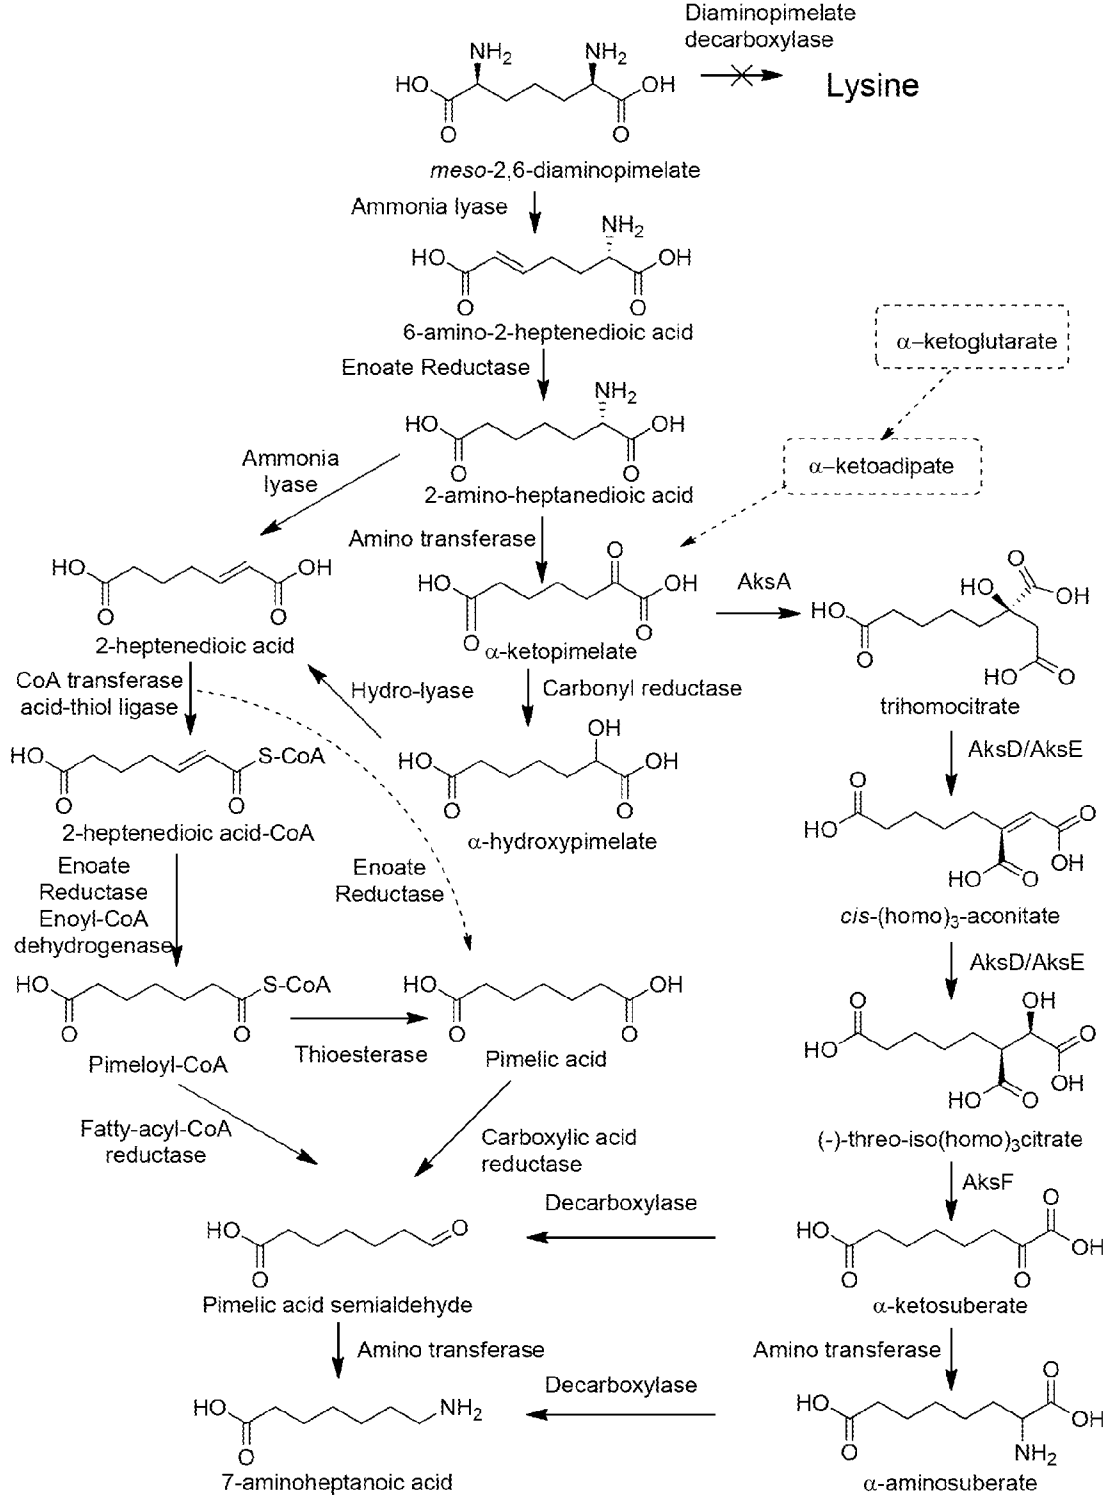 Diaminopimelate
decarboxylase
NH2 NH2
HO OH
O O
Lysine
meso-2,6-diaminopimelate
Ammonia lyase
NH2
HO OH
O O
6-amino-2-heptenedioic acid
α–ketoglutarate
Enoate Reductase
NH2
HO OH
O O
2-amino-heptanedioic acid
α–ketoadipate
Ammonia
lyase
Amino transferase
HO OH
O O
2-heptenedioic acid
O
HO OH
O O
α-ketopimelate
AksA
O
HO OH
HO
O
HO O
trihomocitrate
CoA transferase
acid-thiol ligase
Hydro-lyase
Carbonyl reductase
HO S-CoA
O O
2-heptenedioic acid-CoA
OH
HO OH
O O
α-hydroxypimelate
AksD/AksE
O
HO
O
OH
HO O
cis-(homo)3-aconitate
Enoate
Reductase
Enoyl-CoA
dehydrogenase
Enoate
Reductase
AksD/AksE
HO S-CoA
O O
Pimeloyl-CoA
Thioesterase
HO OH
O O
Pimelic acid
O OH
HO O
OH
HO O
(-)-threo-iso(homo)3citrate
Fatty-acyl-CoA
reductase
Carboxylic acid
reductase
AksF
Decarboxylase
HO O
O
Pimelic acid semialdehyde
O
HO OH
O O
α-ketosuberate
Amino transferase
Amino transferase
Decarboxylase
HO NH2
O
7-aminoheptanoic acid
O
HO OH
O NH2
α-aminosuberate